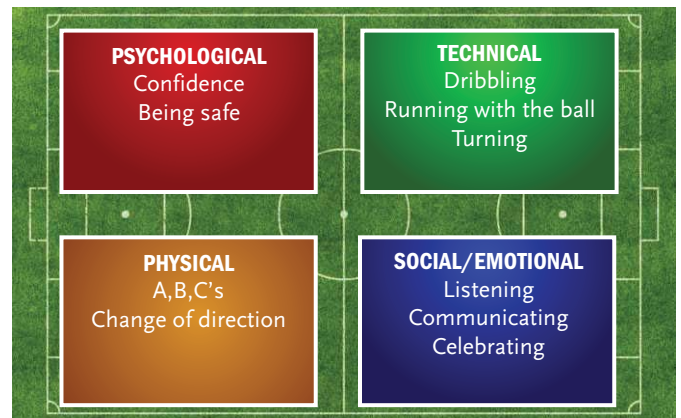 PSYCHOLOGICAL
Confidence
Being safe
TECHNICAL
Dribbling
Running with the ball
Turning
PHYSICAL
A,B,C's
Change of direction
SOCIAL/EMOTIONAL
Listening
Communicating
Celebrating